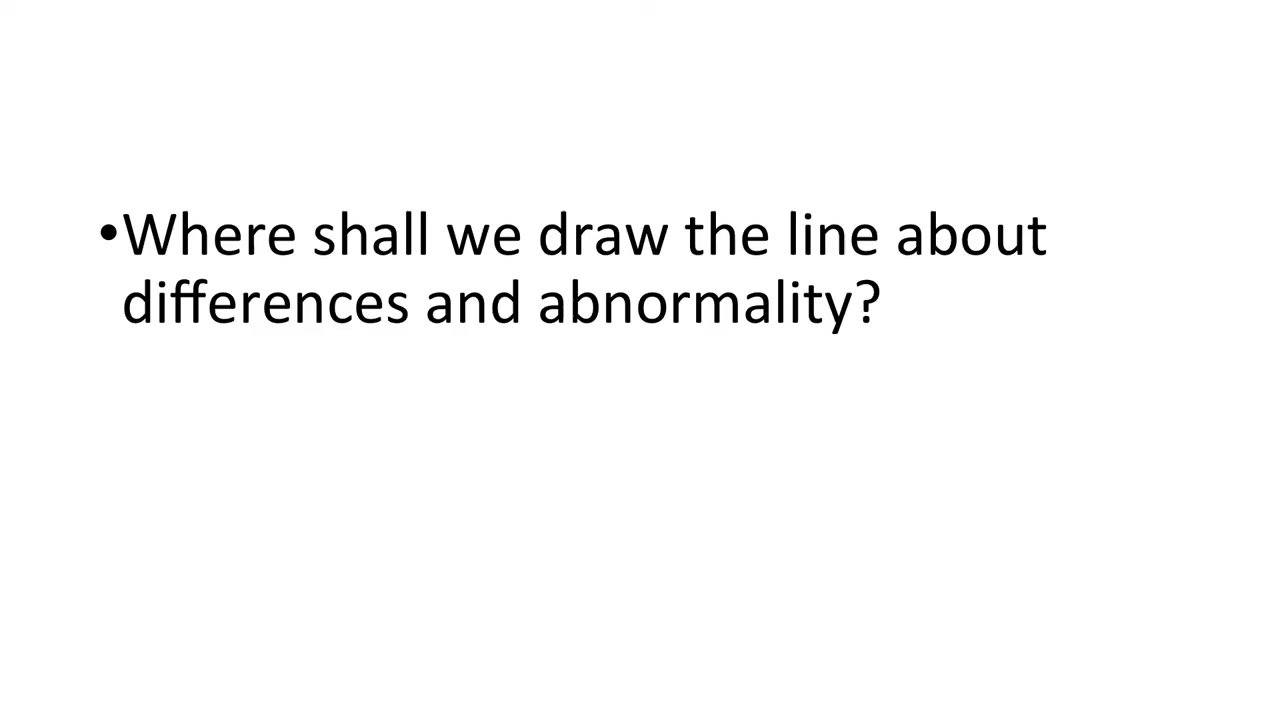 •Where shall we draw the line about
differences and abnormality?